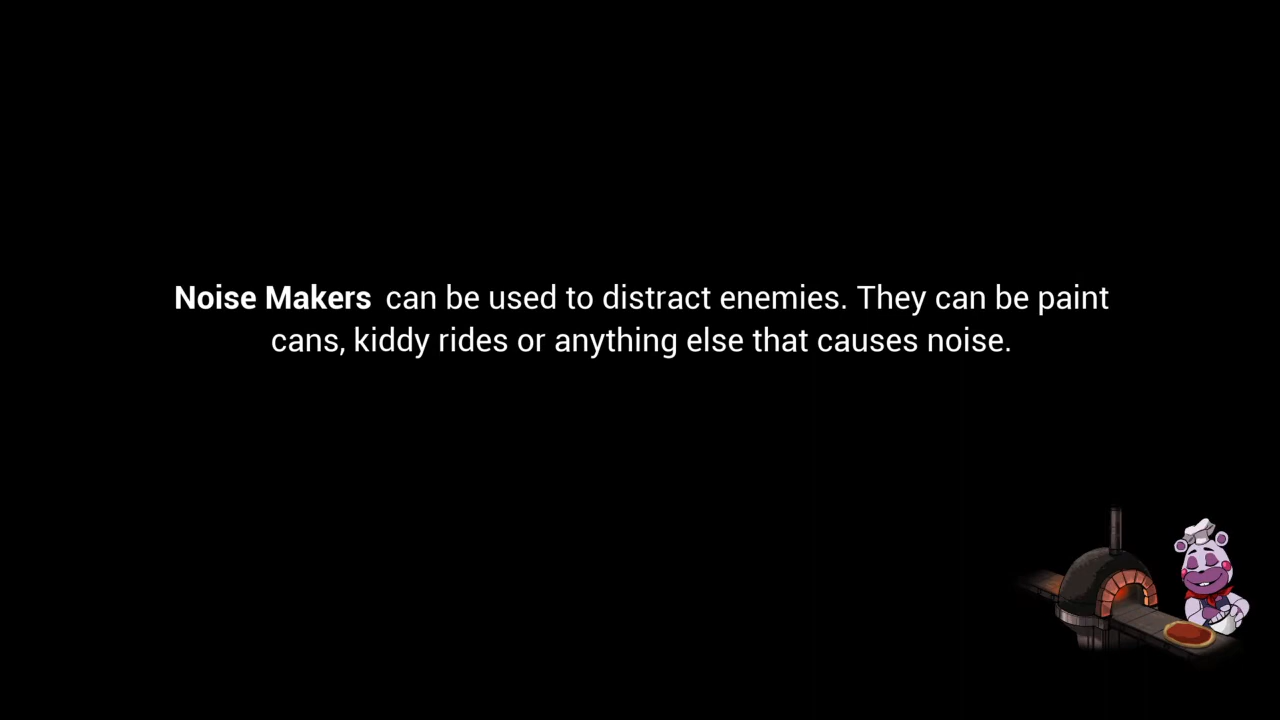 Noise Makers can be used to distract enemies. They can be paint
cans, kiddy rides or anything else that causes noise.